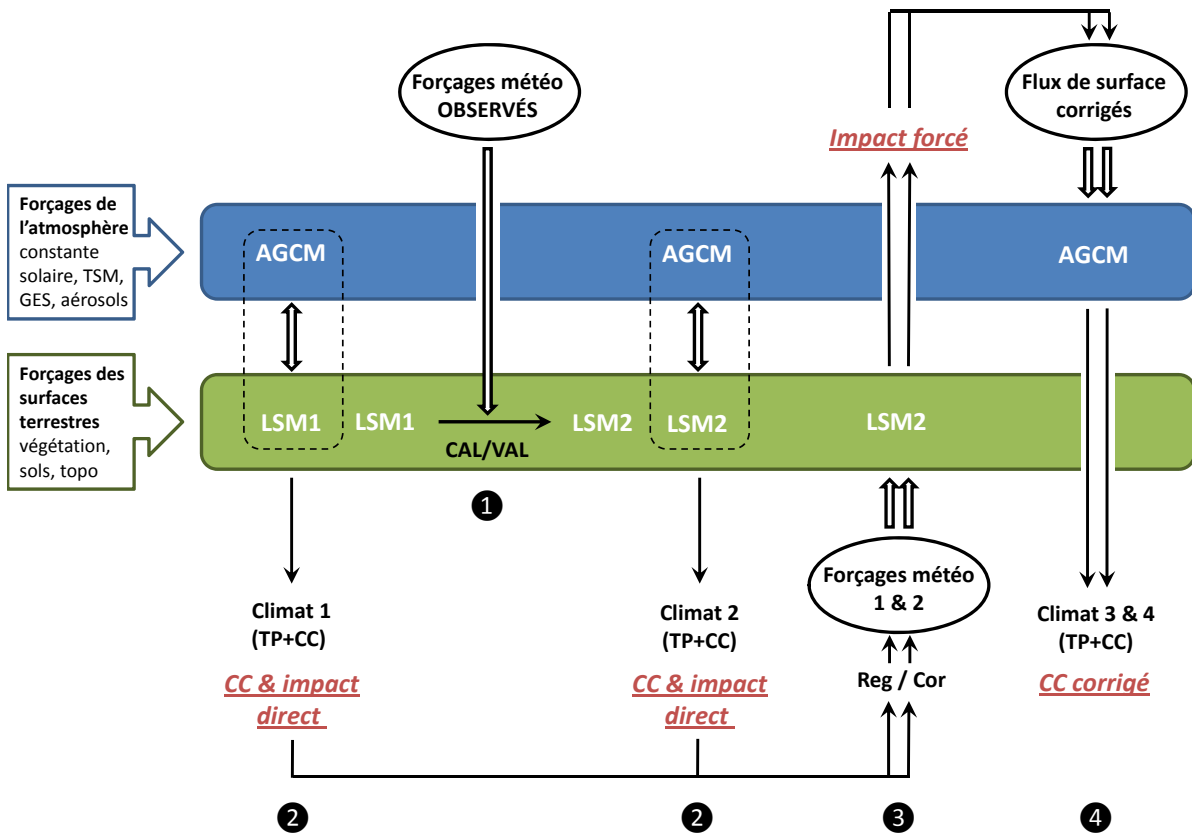 Forçages météo
OBSERVÉS
Flux de surface
corrigés
Impact forcé
Forçages de
l’atmosphère
constante
solaire, TSM,
GES, aérosols
AGCM
AGCM
AGCM
Forçages des
surfaces
terrestres
végétation,
sols, topo
LSM1
LSM1
CAL/VAL
LSM2
LSM2
LSM2
1
Forçages météo
1 & 2
Climat 1
(TP+CC)
CC & impact
direct
Climat 2
(TP+CC)
CC & impact
direct
Reg / Cor
Climat 3 & 4
(TP+CC)
CC corrigé
2
2
3
4